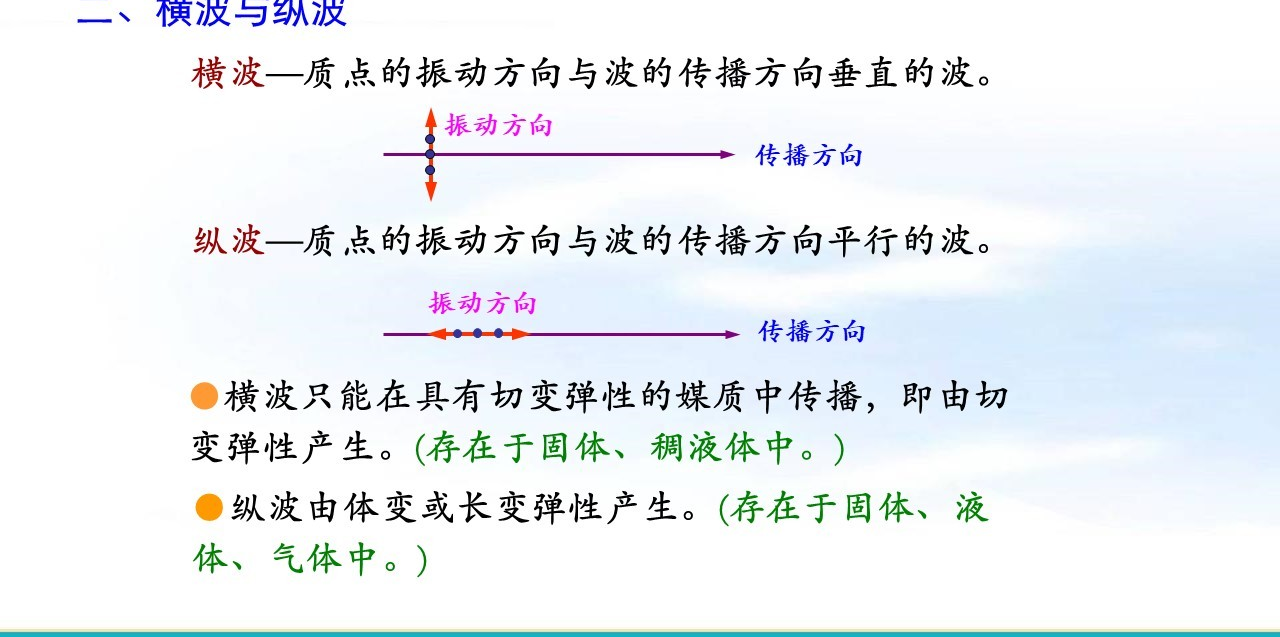 二、横波与纵波
横波—质点的振动方向与波的传播方向垂直的波。
振动方向
传播方向
纵波—质点的振动方向与波的传播方向平行的波。
振动方向
传播方向
●横波只能在具有切变弹性的媒质中传播，即由切
变弹性产生。(存在于固体、稠液体中。)
●纵波由体变或长变弹性产生。(存在于固体、液
体、气体中。)